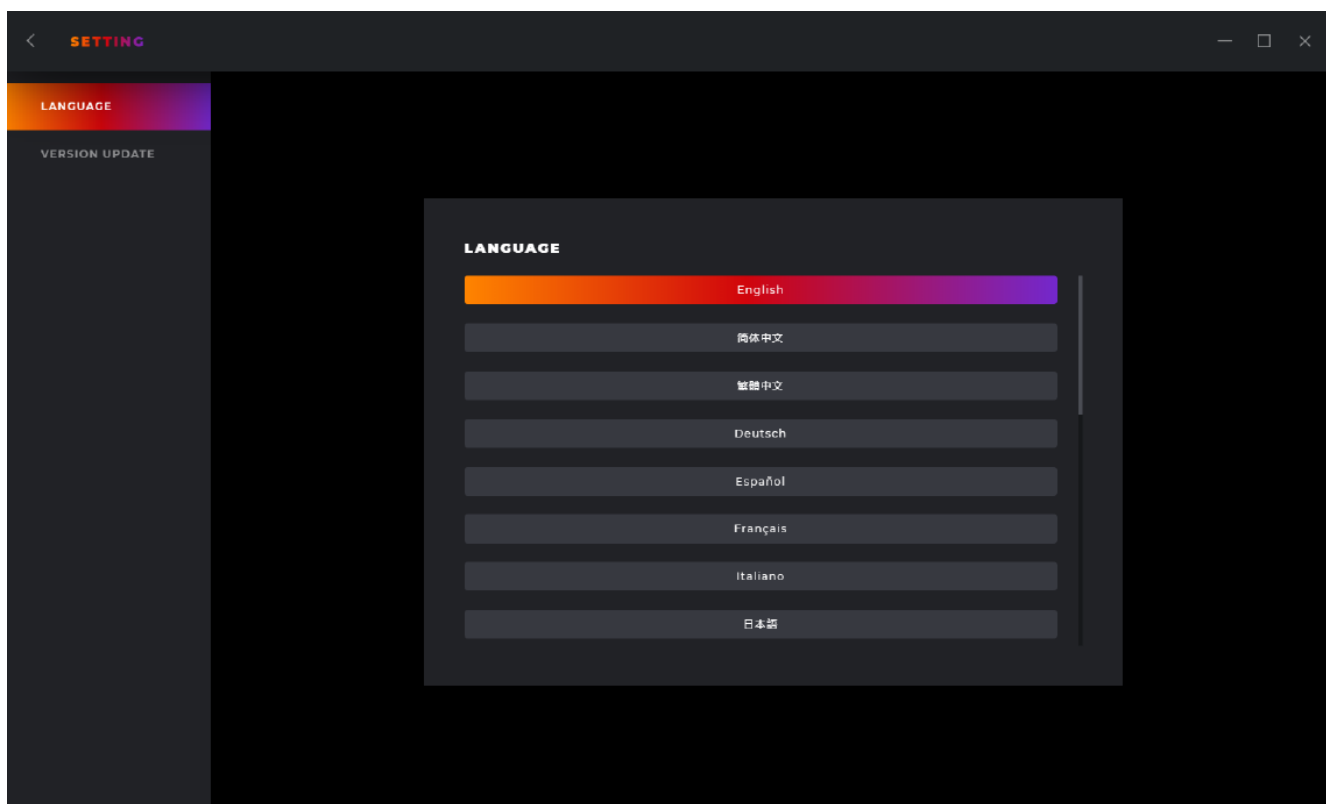 SETTING
LANGUAGE
VERSION UPDATE
LANGUAGE
English
简体中文
繁體中文
Deutsch
Español
Français
Italiano
日本語